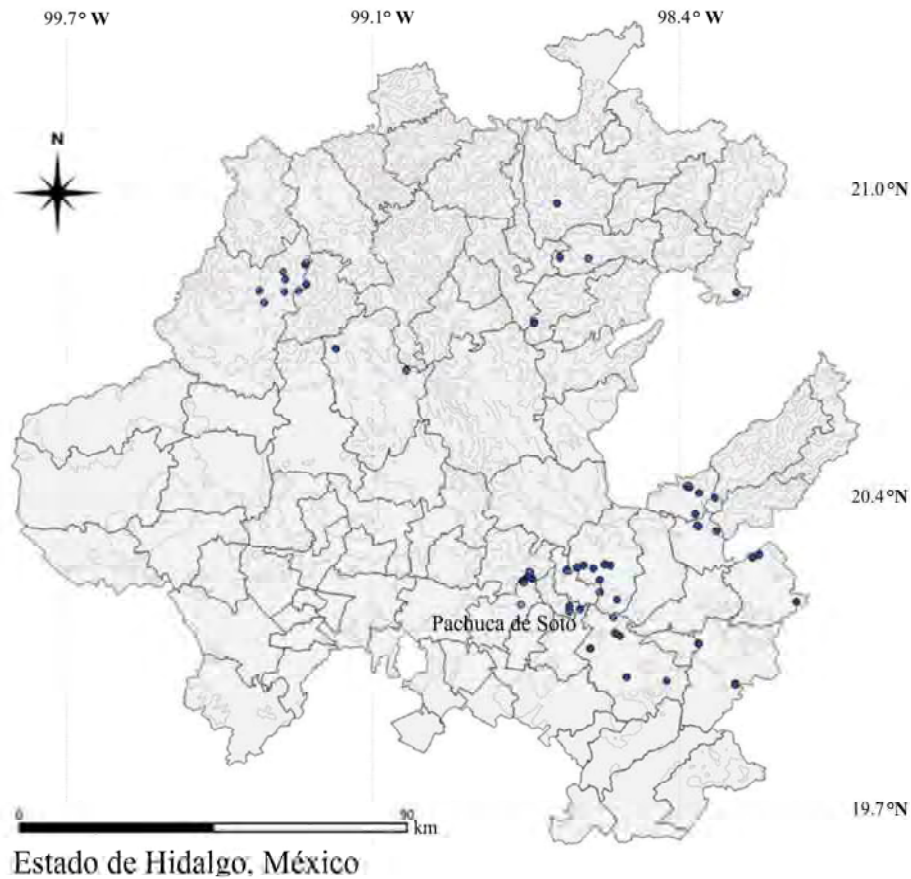 99.7° W 99.1° W 98.4° W
N
21.0°N
20.4°N
Pachuca de Soto
19.7°N
0 90
km
Estado de Hidalgo, México